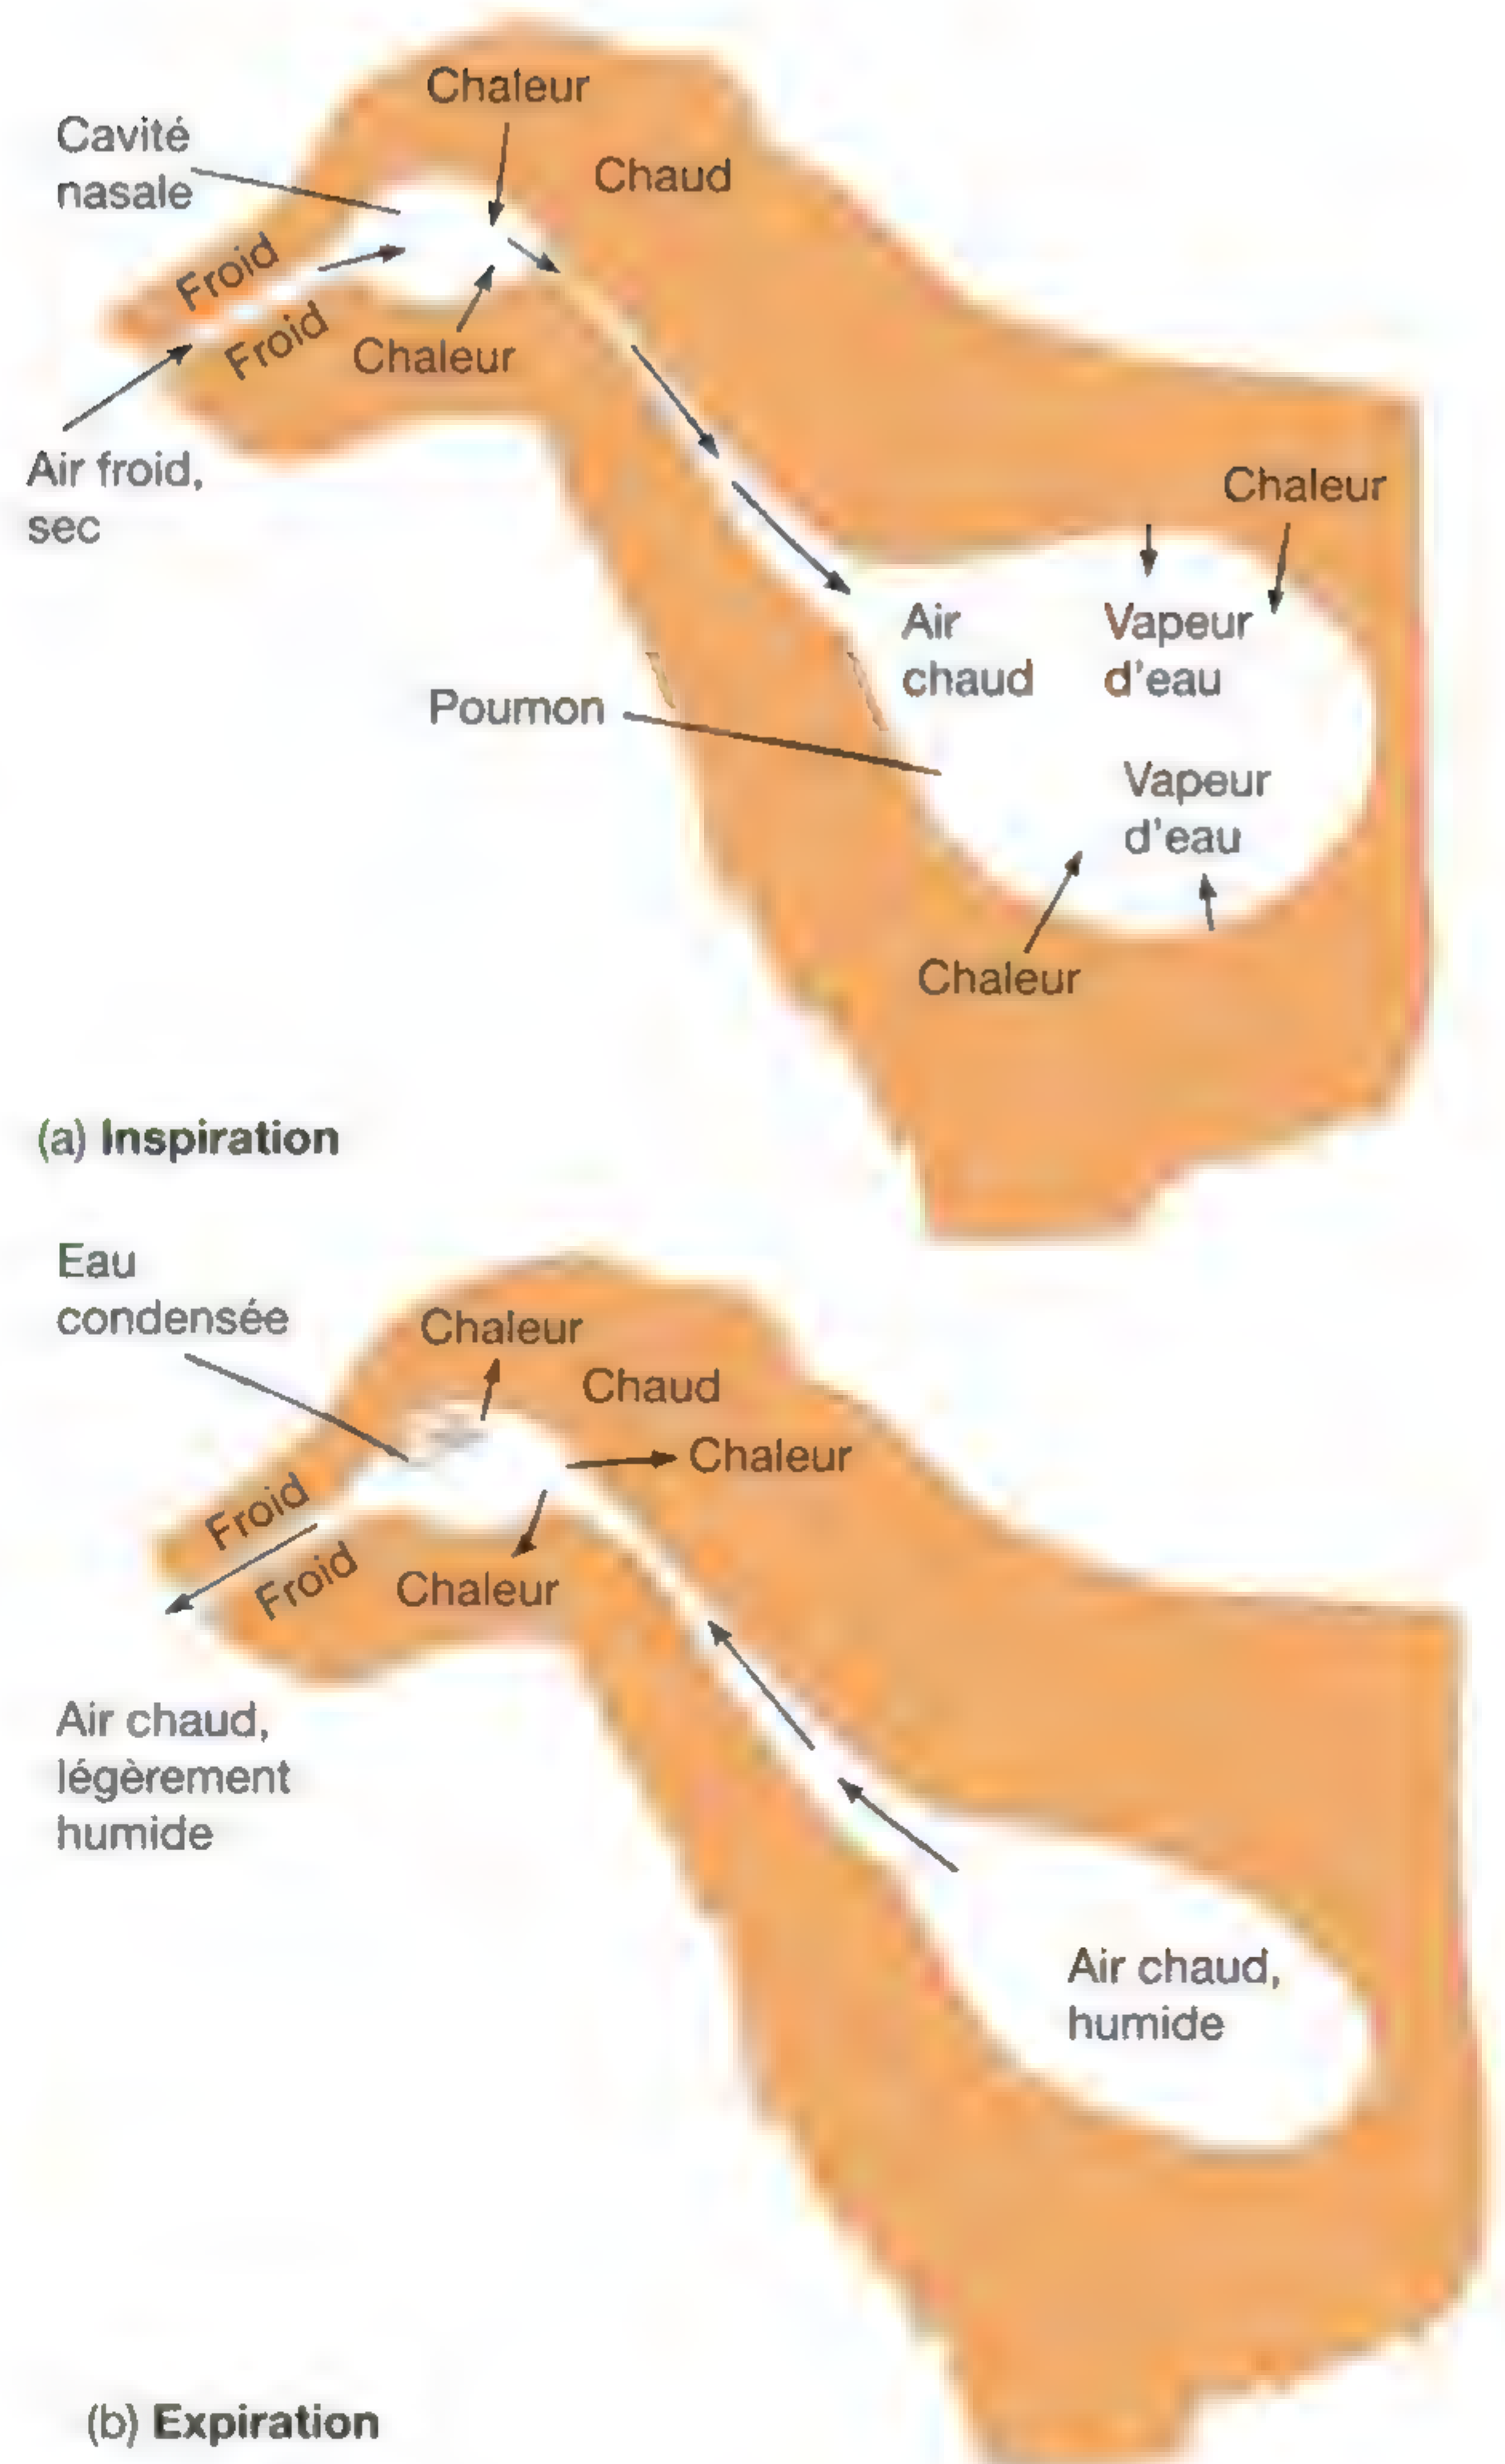 Chaleur
Cavité
nasale
Chaud
Froid
Froid
Chaleur
Air froid,
sec
Chaleur
Air
chaud
Vapeur
d'eau
Poumon
Vapeur
d'eau
Chaleur
(a) Inspiration
Eau
condensée
Chaleur
Chaud
Chaleur
Froid
Froid
Chaleur
Air chaud,
légèrement
humide
Air chaud,
humide
(b) Expiration